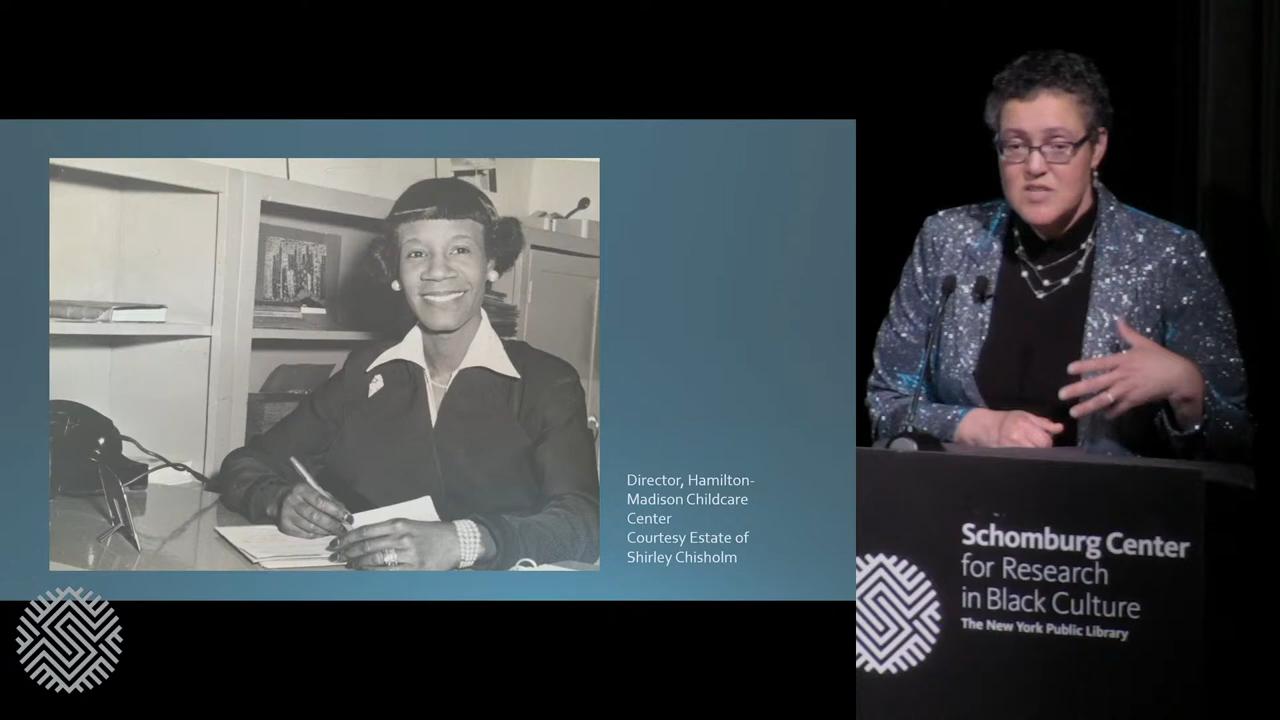 Director, Hamilton-
Madison Childcare
Center
Courtesy Estate of
Shirley Chisholm
Schomburg Center
for Research
in Black Culture
The New York Public Library